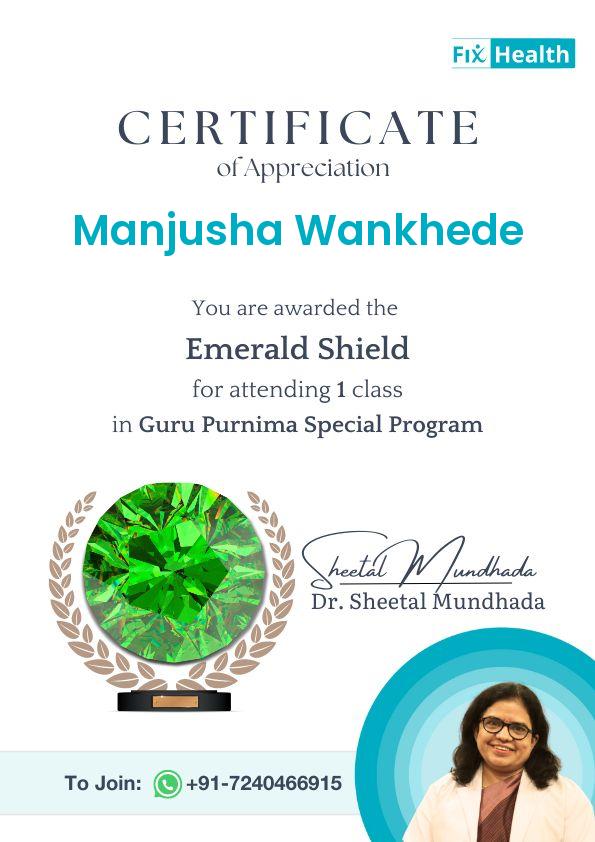 Fix Health
CERTIFICATE
of Appreciation
Manjusha Wankhede
You are awarded the
Emerald Shield
for attending 1 class
in Guru Purnima Special Program
Sheetal Mundhada
Dr. Sheetal Mundhada
To Join: +91-7240466915